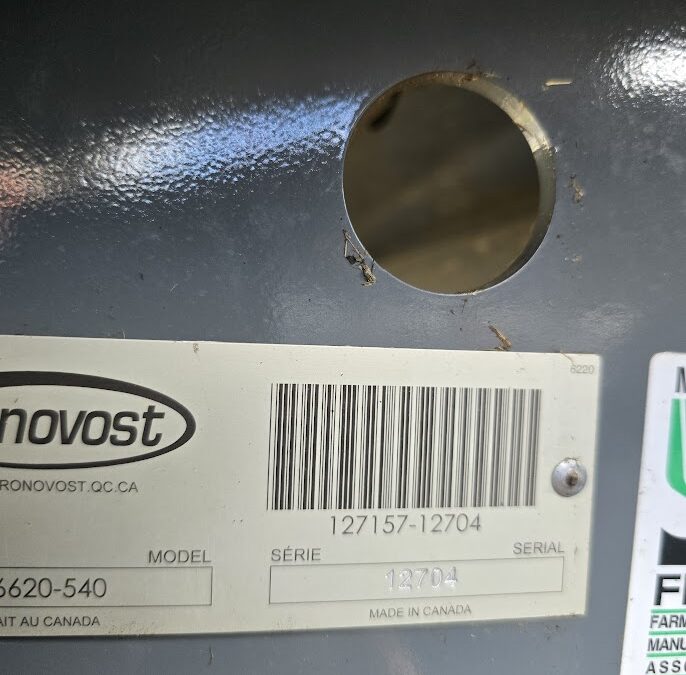 6220
novost
RONOVOST.QC.CA
127157-12704
MODEL
SÉRIE
SERIAL
6620-540
12704
AIT AU CANADA
MADE IN CANADA
M
F
FARM
MANU
ASSO